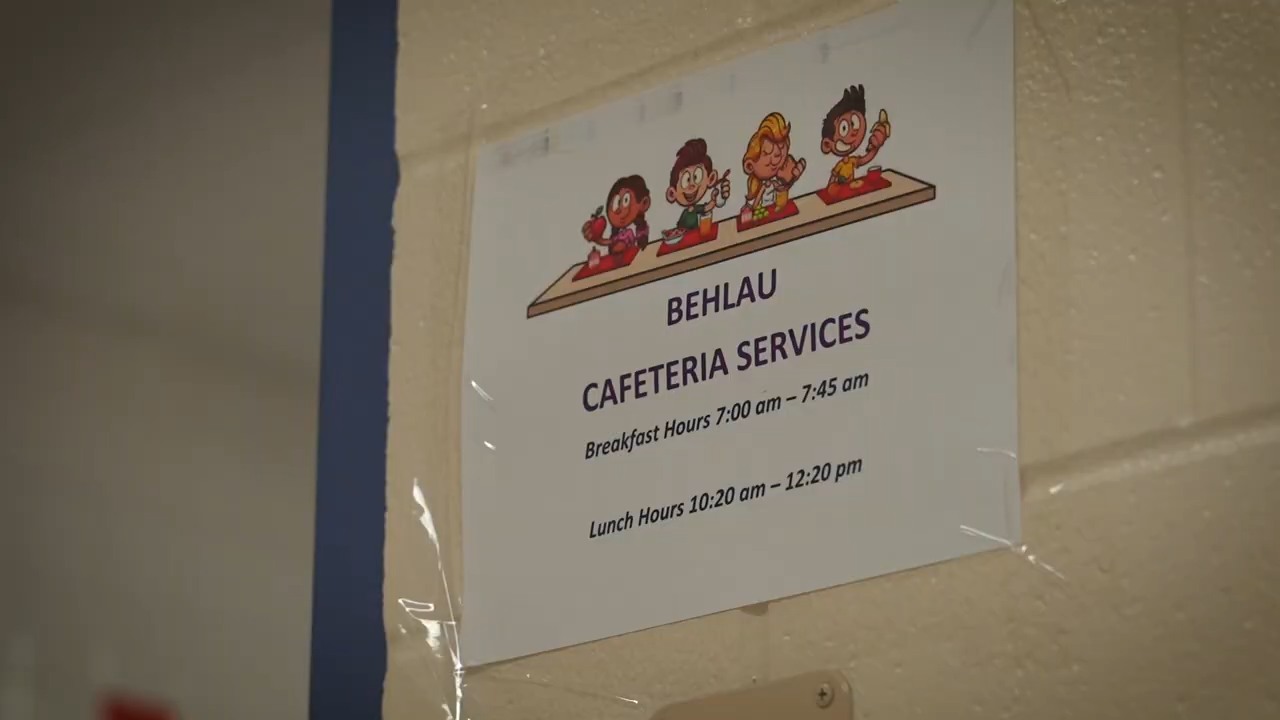 BEHLAU
CAFETERIA SERVICES
Breakfast Hours 7:00 am – 7:45 am
Lunch Hours 10:20 am – 12:20 pm